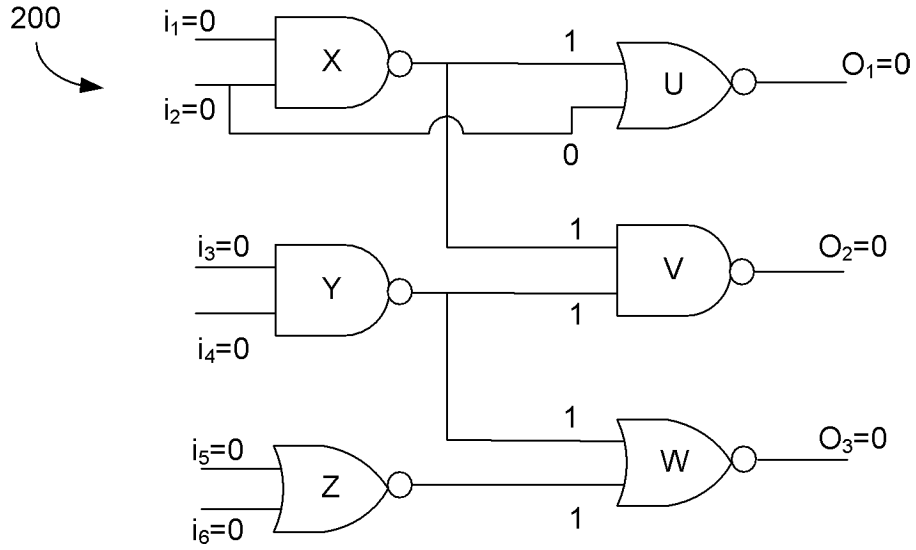 200
i₁=0
X
1
U
O₁=0
i₂=0
0
i₃=0
Y
1
V
O₂=0
i₄=0
1
i₅=0
Z
1
W
O₃=0
i₆=0
1